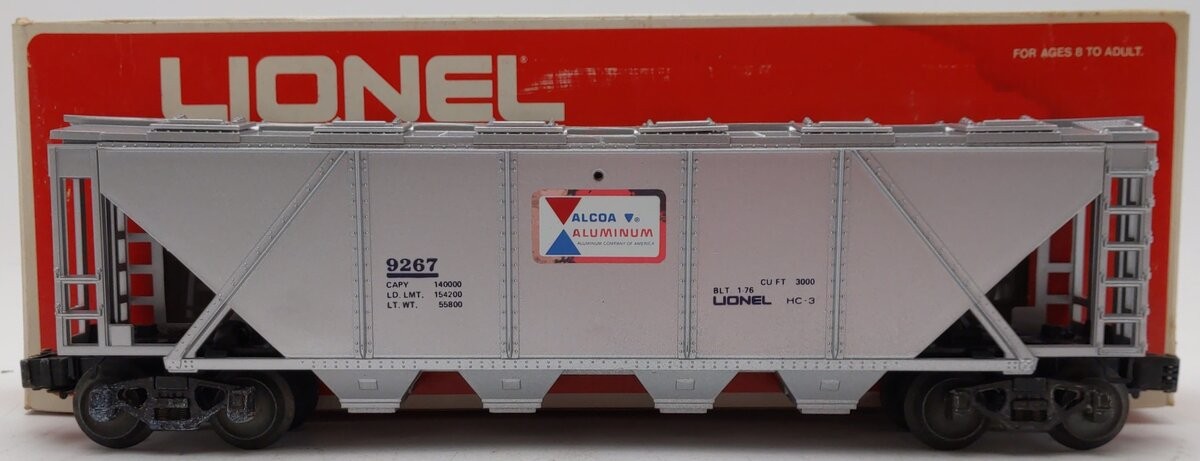 LIONEL®
FOR AGES 8 TO ADULT.
ALCOA ®
ALUMINUM
ALUMINUM COMPANY OF AMERICA
9267
CAPY 140000
LD. LMT. 154200
LT. WT. 55800
CU FT 3000
BLT. 1-76
LIONEL HC-3